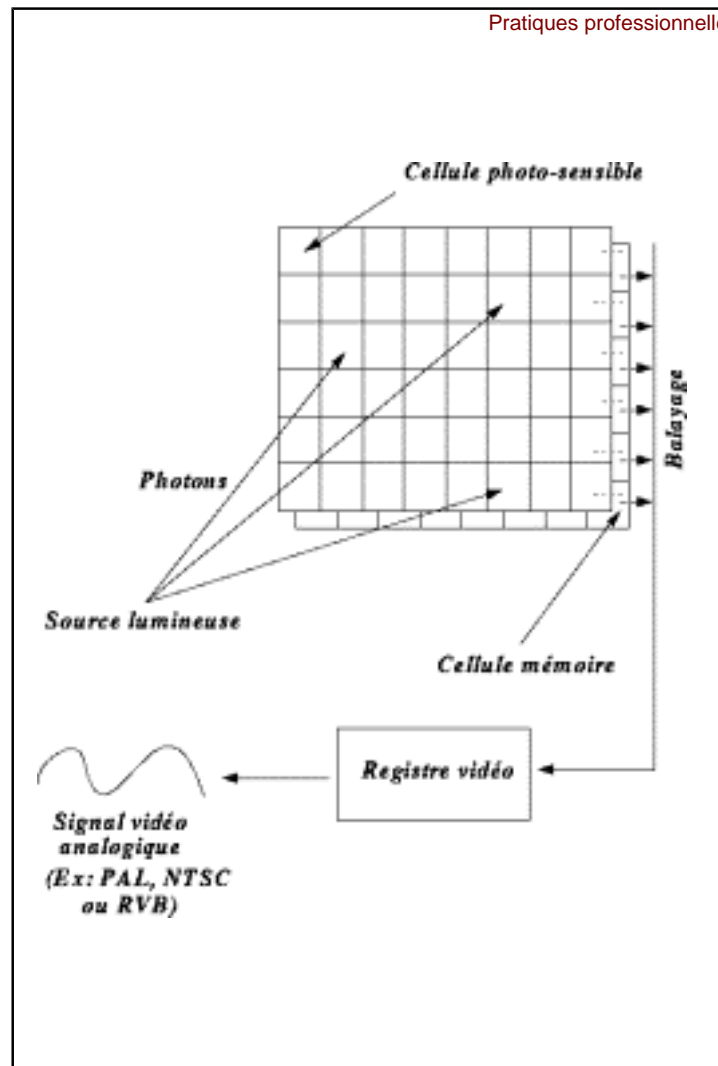 Pratiques professionnelle
Cellule photo-sensible
Balayage
Photons
Source lumineuse
Cellule mémoire
Registre vidéo
Signal vidéo
analogique
(Ex: PAL, NTSC
ou RVB)